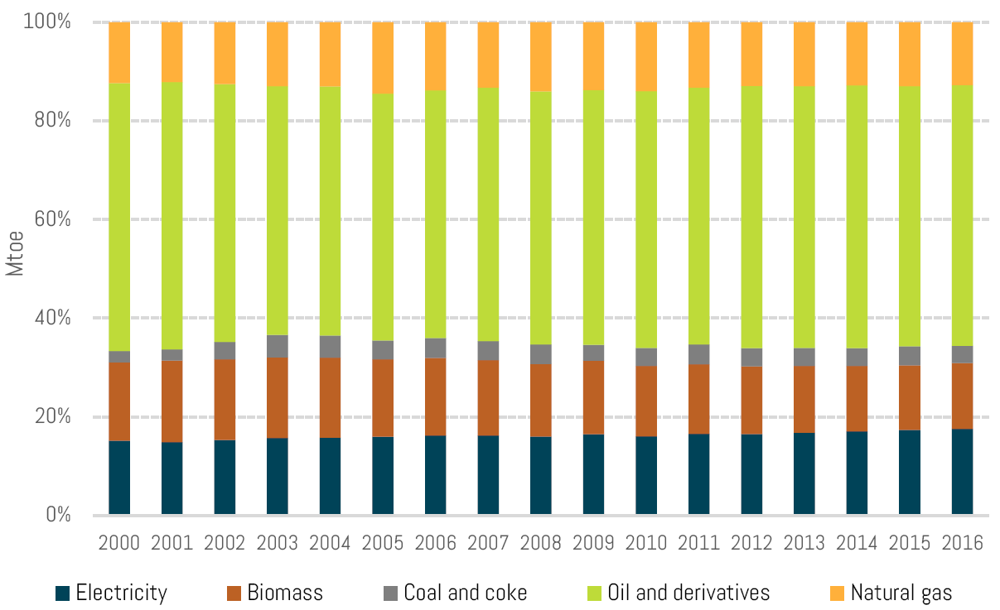 100%
80%
60%
40%
20%
0%
Mtoe
2000 2001 2002 2003 2004 2005 2006 2007 2008 2009 2010 2011 2012 2013 2014 2015 2016
Electricity Biomass Coal and coke Oil and derivatives Natural gas